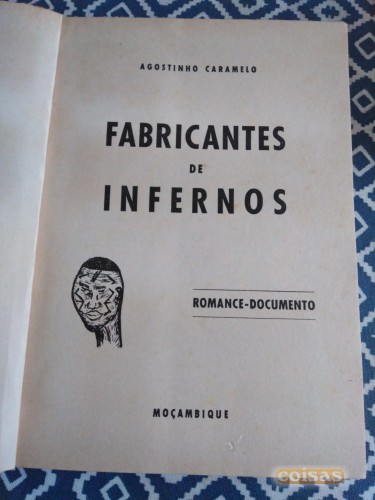 AGOSTINHO CARAMELO
FABRICANTES
DE
INFERNOS
ROMANCE-DOCUMENTO
MOÇAMBIQUE
coisas